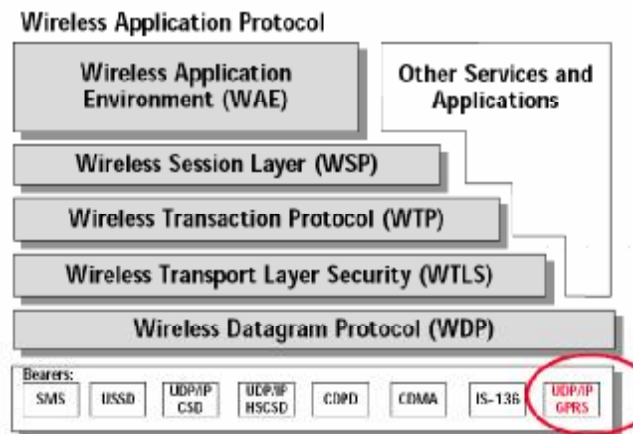 Wireless Application Protocol
Wireless Application
Environment (WAE)
Other Services and
Applications
Wireless Session Layer (WSP)
Wireless Transaction Protocol (WTP)
Wireless Transport Layer Security (WTLS)
Wireless Datagram Protocol (WDP)
Bearers:
SMS
USSD
UDP/IP
CSD
UDP/IP
HSCSD
CDPD
CDMA
IS-136
UDP/IP
GPRS